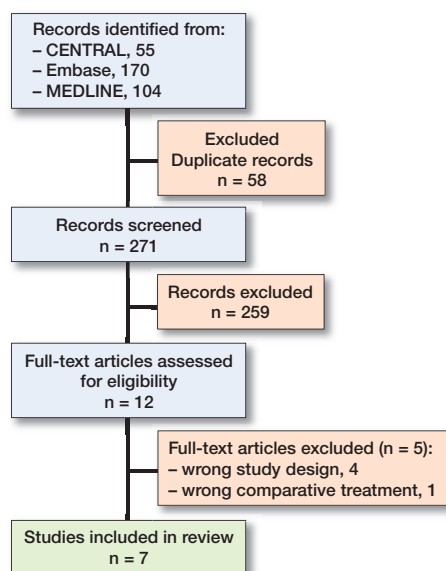 Records identified from:
– CENTRAL, 55
– Embase, 170
– MEDLINE, 104
Excluded
Duplicate records
n = 58
Records screened
n = 271
Records excluded
n = 259
Full-text articles assessed
for eligibility
n = 12
Full-text articles excluded (n = 5):
– wrong study design, 4
– wrong comparative treatment, 1
Studies included in review
n = 7